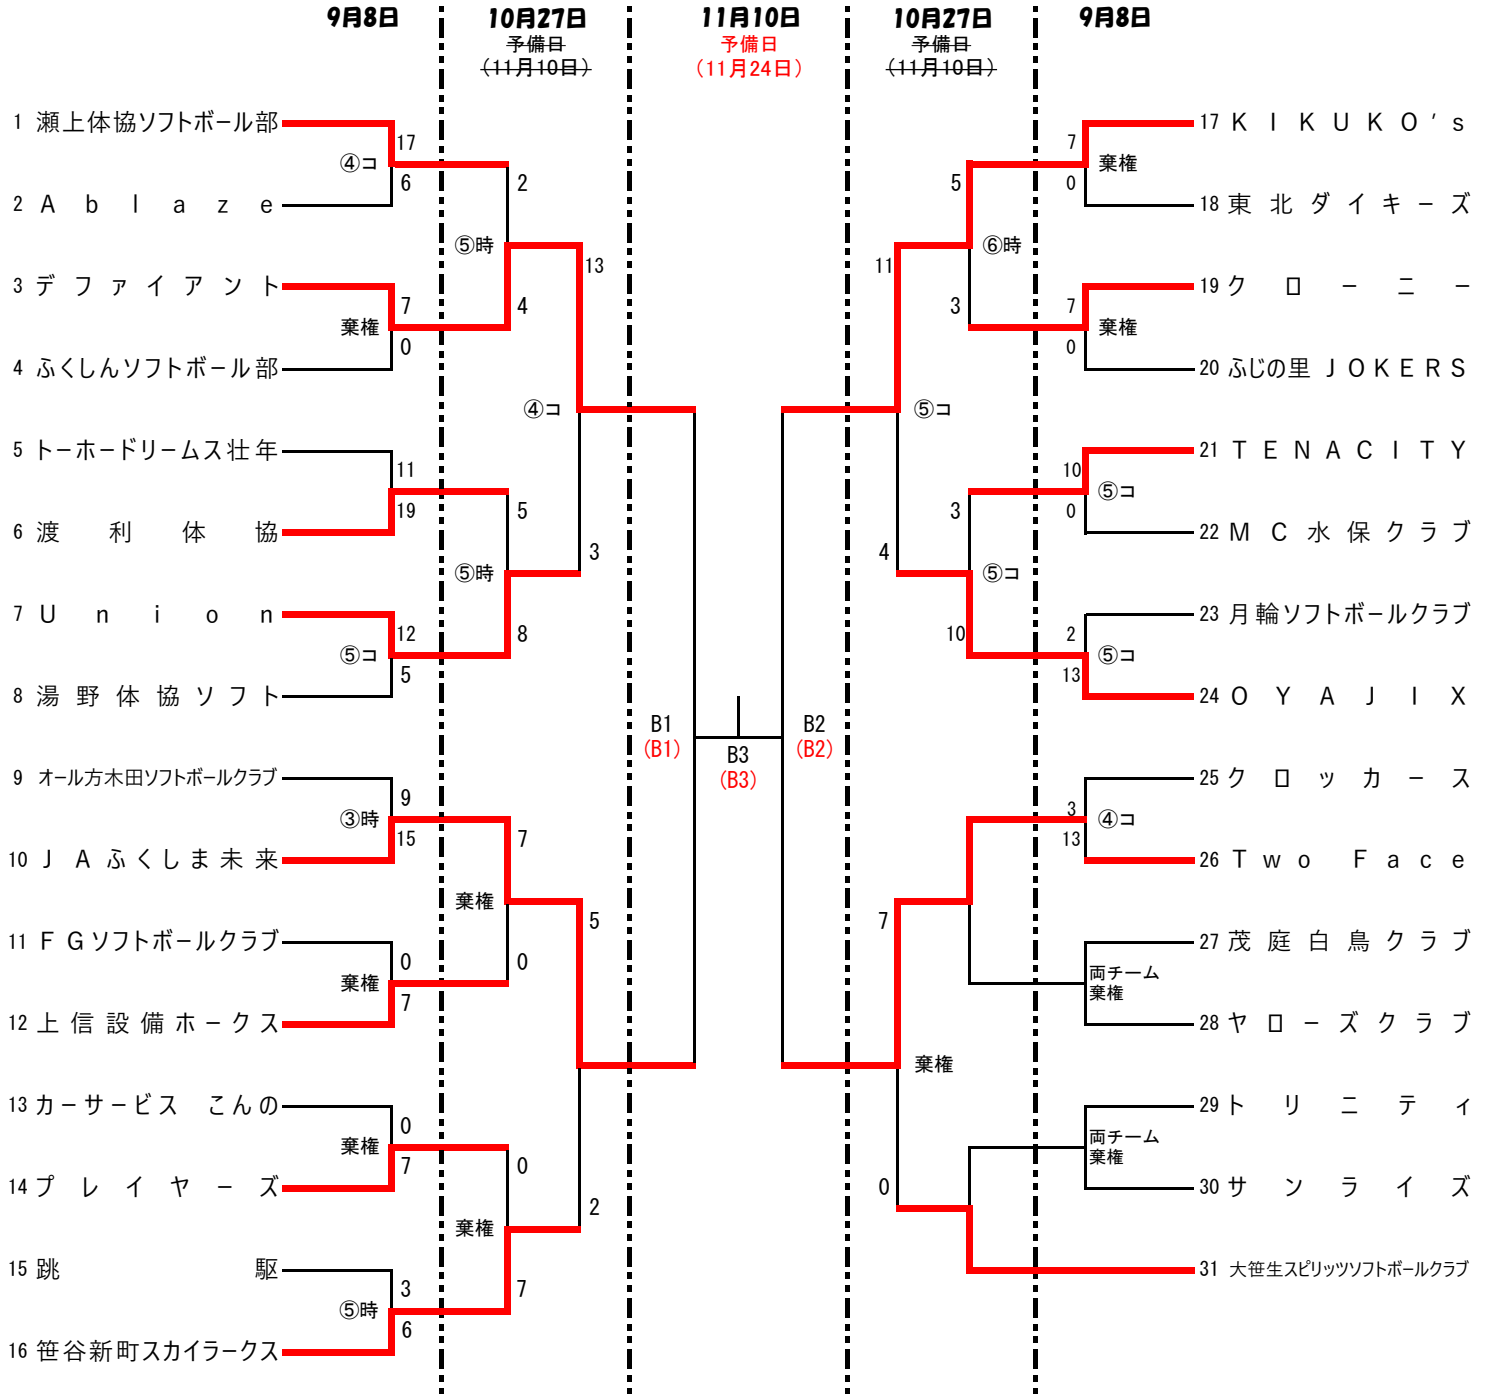 9月8日 10月27日 11月10日 10月27日 9月8日
予備日 予備日 予備日
(11月10日) (11月24日) (11月10日)
1 瀬上体協ソフトボール部
17
④コ
6
2 Ablaze
2
⑤時
4
3 デファイアント
7
棄権
0
4 ふくしんソフトボール部
13
④コ
3
5 トーホードリームス壮年
11
19
6 渡利体協
5
⑤時
8
7 Union
12
⑤コ
5
8 湯野体協ソフト
9 オール方木田ソフトボールクラブ
9
③時
15
10 JAふくしま未来
7
棄権
0
11 FGソフトボールクラブ
0
棄権
7
12 上信設備ホークス
5
2
13 カーサービス こんの
0
棄権
7
14 プレイヤーズ
0
棄権
7
15 跳駆
3
⑤時
6
16 笹谷新町スカイラークス
B1
(B1)
B3
(B3)
B2
(B2)
17 KIKUKO's
7
棄権
0
18 東北ダイキーズ
5
⑥時
3
19 クローニー
7
棄権
0
20 ふじの里 JOKERS
11
⑤コ
4
21 TENACITY
10
⑤コ
0
22 MC水保クラブ
3
⑤コ
10
23 月輪ソフトボールクラブ
2
⑤コ
13
24 OYAJIX
25 クロッカース
3
④コ
13
26 Two Face
27 茂庭白鳥クラブ
両チーム
棄権
28 ヤローズクラブ
7
棄権
0
29 トリニティ
両チーム
棄権
30 サンライズ
31 大笹生スピリッツソフトボールクラブ